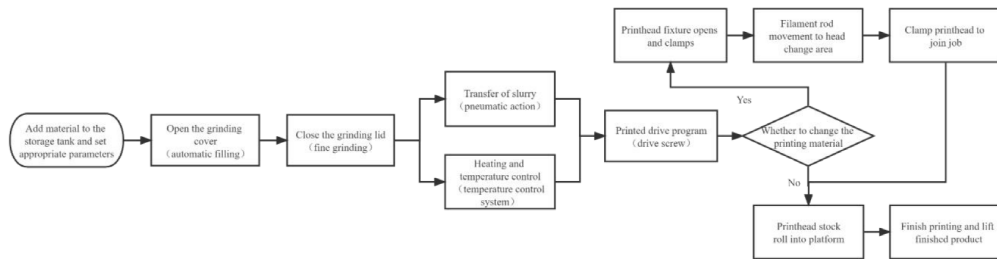 Add material to the
storage tank and set
appropriate parameters
Open the grinding
cover
（automatic filling）
Close the grinding lid
（fine grinding）
Transfer of slurry
（pneumatic action）
Heating and
temperature control
（temperature control
system）
Printed drive program
（drive screw）
Whether to change the
printing material
Yes
Printhead fixture opens
and clamps
Filament rod
movement to head
change area
Clamp printhead to
join job
No
Printhead stock
roll into platform
Finish printing and lift
finished product